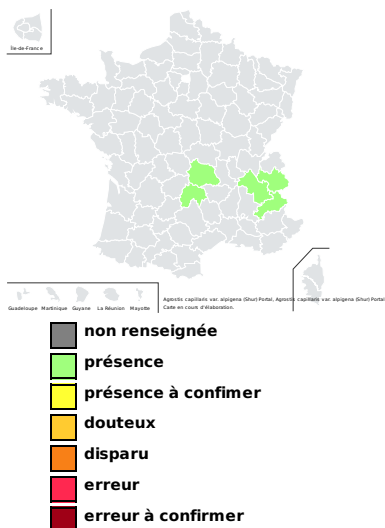 Île-de-France
Guadeloupe Martinique Guyane La Réunion Mayotte
Agrostis capillaris var. alpigena (Shur) Portal, Agrostis capillaris var. alpigena (Shur) Portal
Carte en cours d'élaboration.
non renseignée
présence
présence à confimer
douteux
disparu
erreur
erreur à confirmer